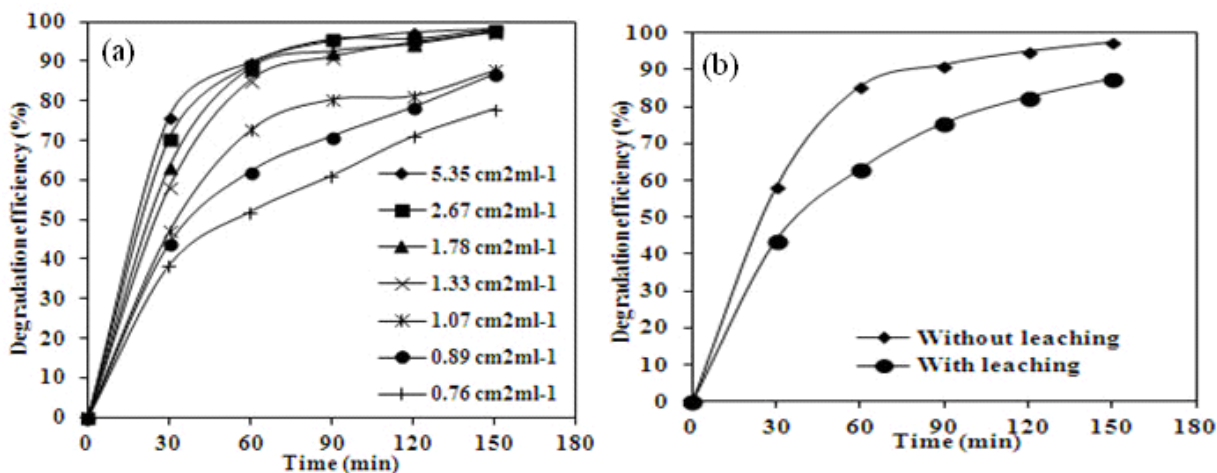 (a)
Degradation efficiency (%)
100
90
80
70
60
50
40
30
20
10
0
0 30 60 90 120 150 180
Time (min)
5.35 cm2ml-1
2.67 cm2ml-1
1.78 cm2ml-1
1.33 cm2ml-1
1.07 cm2ml-1
0.89 cm2ml-1
0.76 cm2ml-1
(b)
Degradation efficiency (%)
100
90
80
70
60
50
40
30
20
10
0
0 30 60 90 120 150 180
Time (min)
Without leaching
With leaching